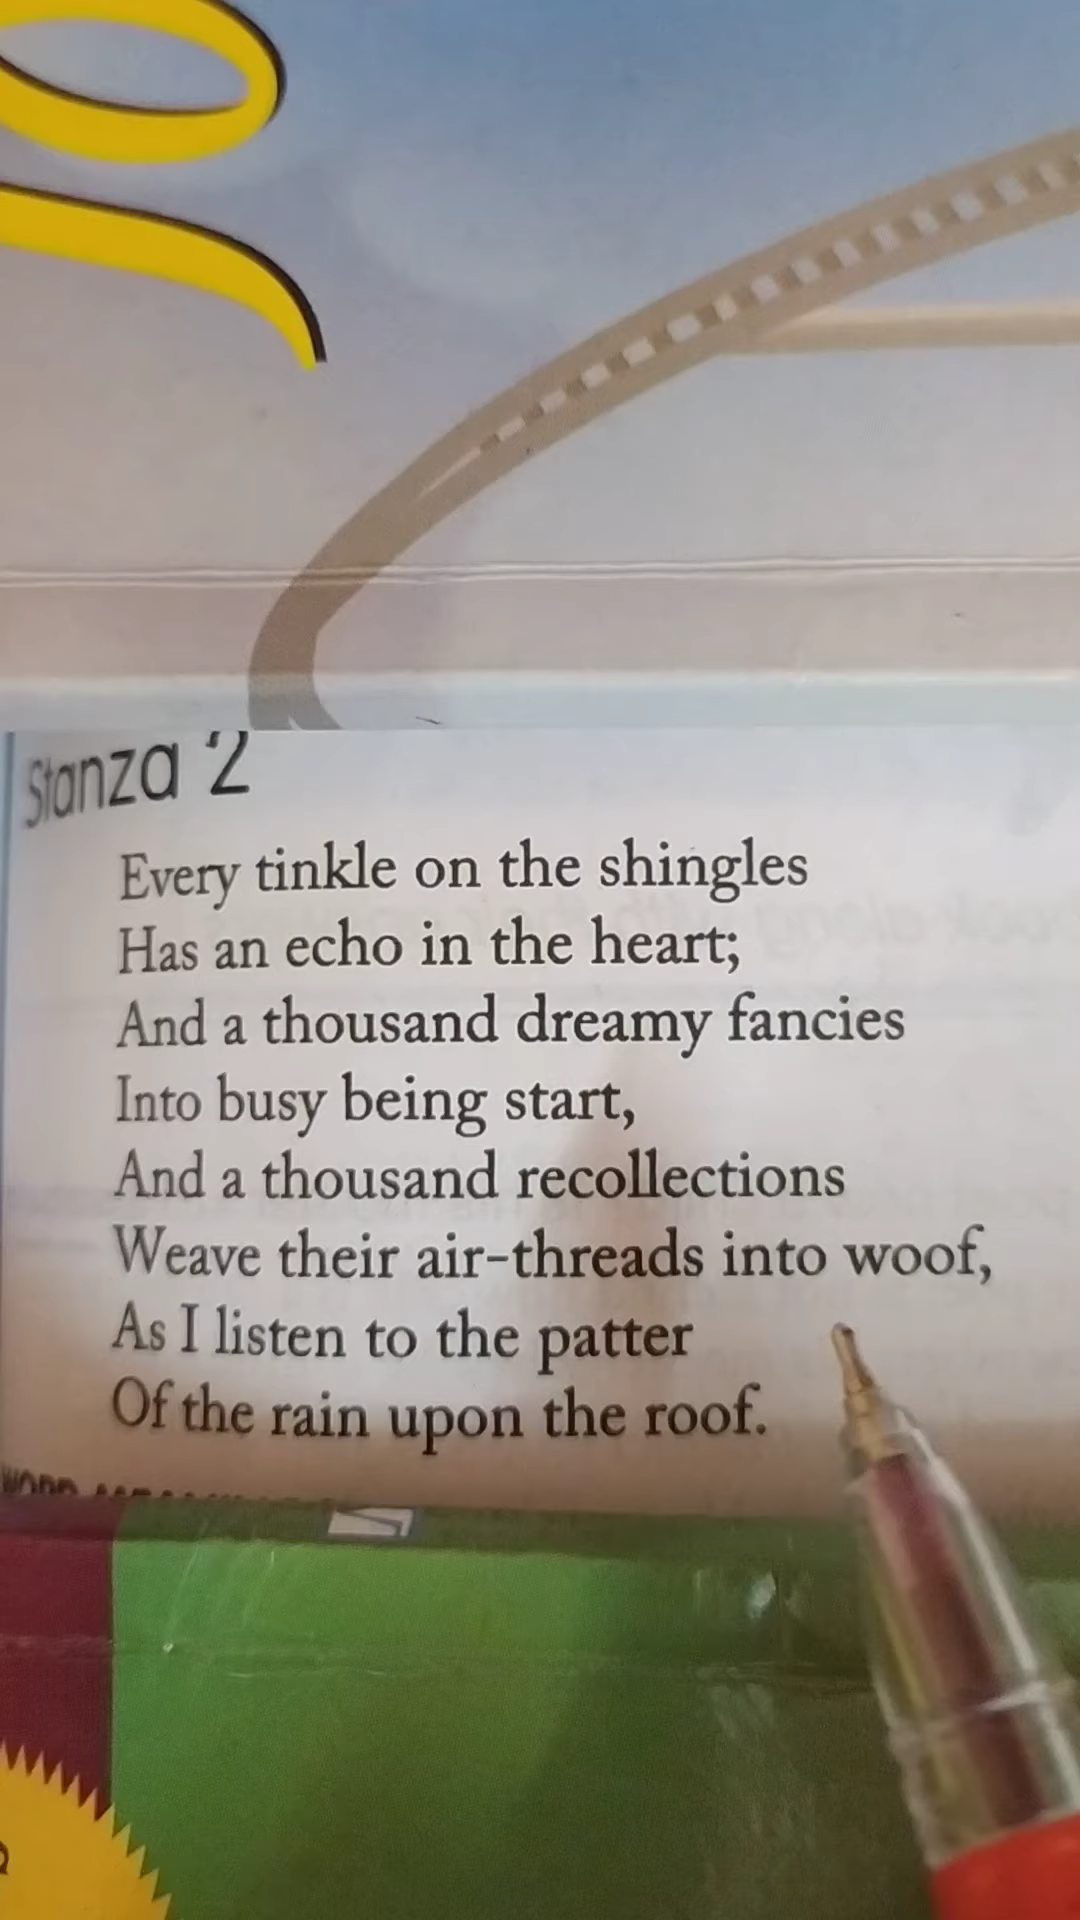 Stanza 2
Every tinkle on the shingles
Has an echo in the heart;
And a thousand dreamy fancies
Into busy being start,
And a thousand recollections
Weave their air-threads into woof,
As I listen to the patter
Of the rain upon the roof.